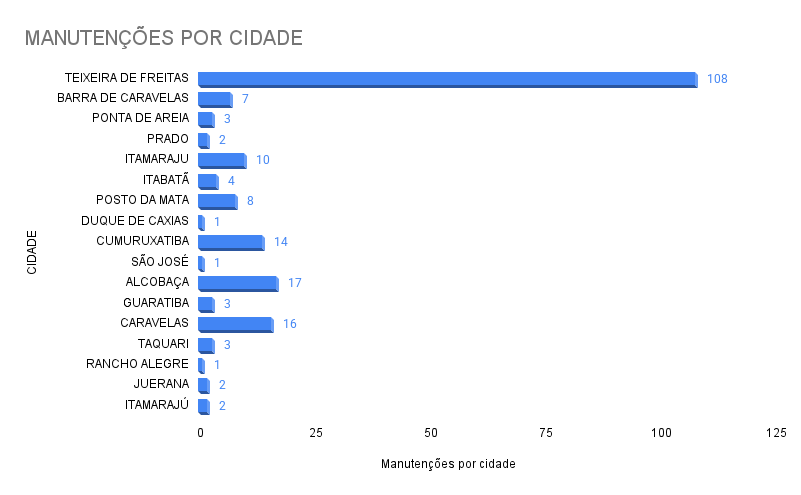 MANUTENÇÕES POR CIDADE
TEIXEIRA DE FREITAS 108
BARRA DE CARAVELAS 7
PONTA DE AREIA 3
PRADO 2
ITAMARAJU 10
ITABATÃ 4
POSTO DA MATA 8
DUQUE DE CAXIAS 1
CUMURUXATIBA 14
SÃO JOSÉ 1
ALCOBAÇA 17
GUARATIBA 3
CARAVELAS 16
TAQUARI 3
RANCHO ALEGRE 1
JUERANA 2
ITAMARAJÚ 2
CIDADE
0 25 50 75 100 125
Manutenções por cidade